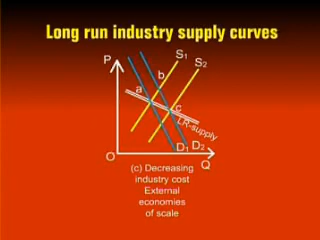 Long run industry supply curves
P
S1
S2
b
a
c
LR-supply
D1 D2
O
Q
(c) Decreasing
industry cost
External
economies
of scale